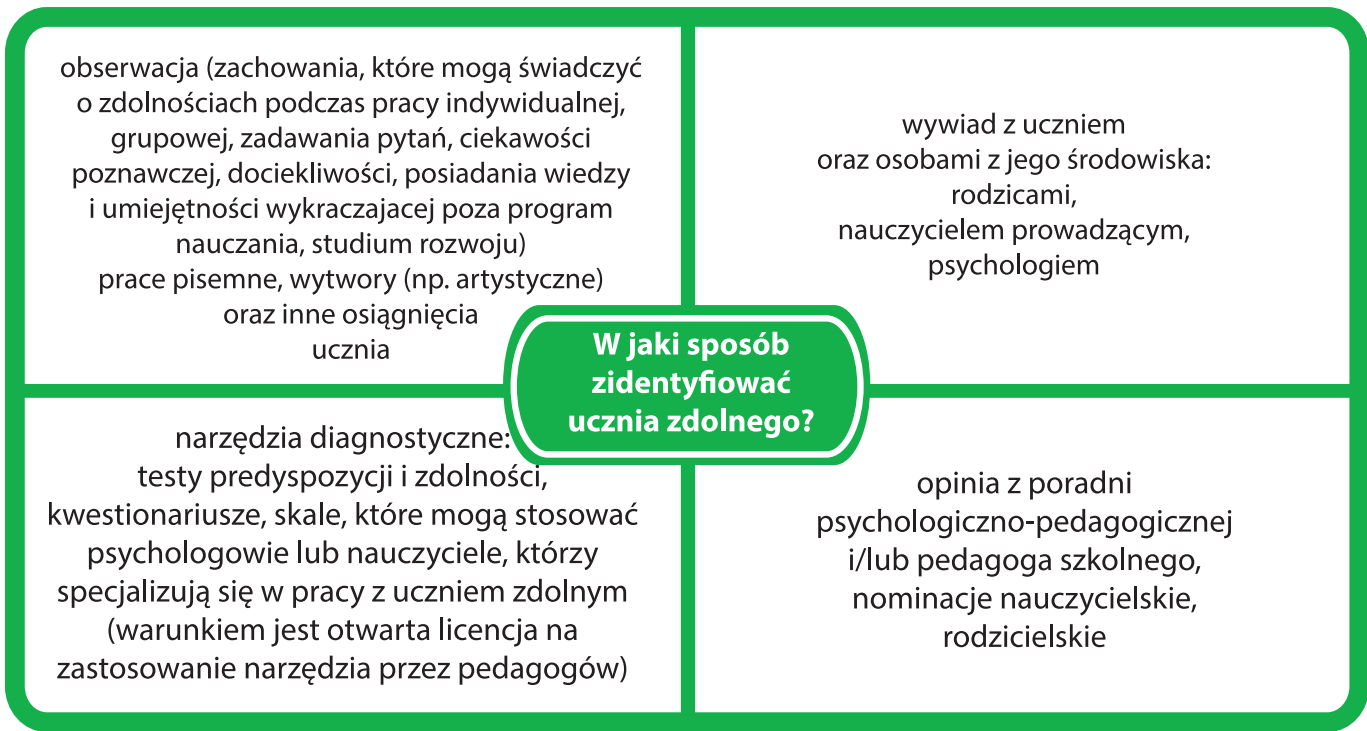 obserwacja (zachowania, które mogą świadczyć
o zdolnościach podczas pracy indywidualnej,
grupowej, zadawania pytań, ciekawości
poznawczej, dociekliwości, posiadania wiedzy
i umiejętności wykraczajacej poza program
nauczania, studium rozwoju)
prace pisemne, wytwory (np. artystyczne)
oraz inne osiągnięcia
ucznia
wywiad z uczniem
oraz osobami z jego środowiska:
rodzicami,
nauczycielem prowadzącym,
psychologiem
W jaki sposób
zidentyfiować
ucznia zdolnego?
narzędzia diagnostyczne:
testy predyspozycji i zdolności,
kwestionariusze, skale, które mogą stosować
psychologowie lub nauczyciele, którzy
specjalizują się w pracy z uczniem zdolnym
(warunkiem jest otwarta licencja na
zastosowanie narzędzia przez pedagogów)
opinia z poradni
psychologiczno-pedagogicznej
i/lub pedagoga szkolnego,
nominacje nauczycielskie,
rodzicielskie